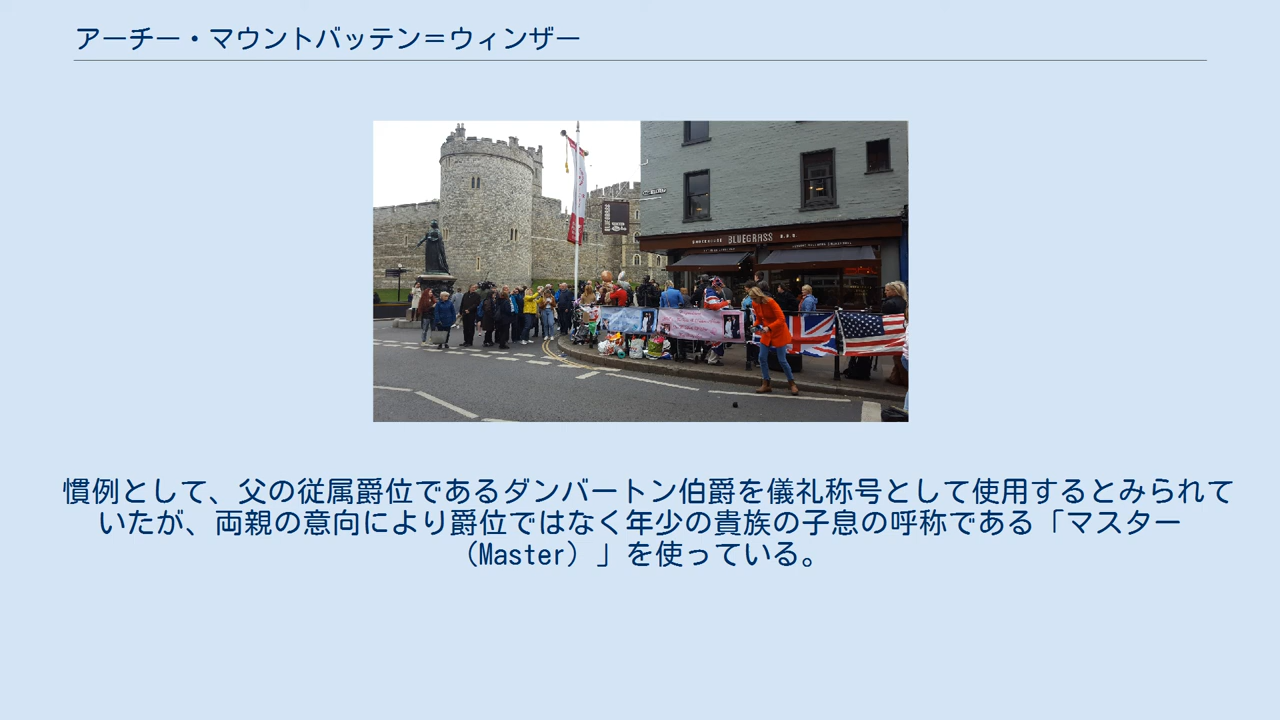 アーチー・マウントバッテン＝ウィンザー
BLUEGRASS
BLUEGRASS
慣例として、父の従属爵位であるダンバートン伯爵を儀礼称号として使用するとみられて
いたが、両親の意向により爵位ではなく年少の貴族の子息の呼称である「マスター
（Master）」を使っている。